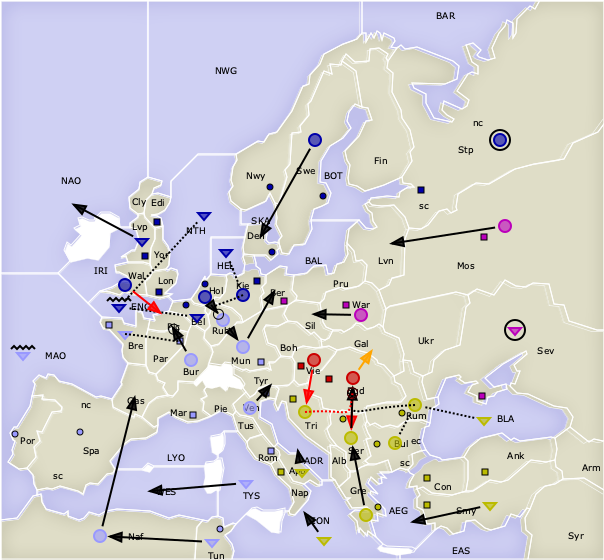 BAR
NWG
nc
Stp
Fin
NAO
Nwy
Swe
BOT
Cly
Edi
sc
Lvp
NTH
SKA
Den
Yor
HEL
BAL
Lvn
Mos
IRI
Wal
Lon
Hol
Kie
Ber
Pru
ENG
Bel
Ruh
Sil
War
Pic
Bre
Par
Mun
Boh
Gal
Ukr
Sev
MAO
Bur
Vie
Tyr
Bud
Gas
Mar
Pie
Ven
Tri
Rum
BLA
nc
Tus
Ser
Bul
ec
Por
Spa
LYO
Rom
ADR
Alb
sc
Ank
Apu
Arm
sc
TYS
Nap
Gre
Con
AEG
Smy
ION
Naf
Tun
EAS
Syr